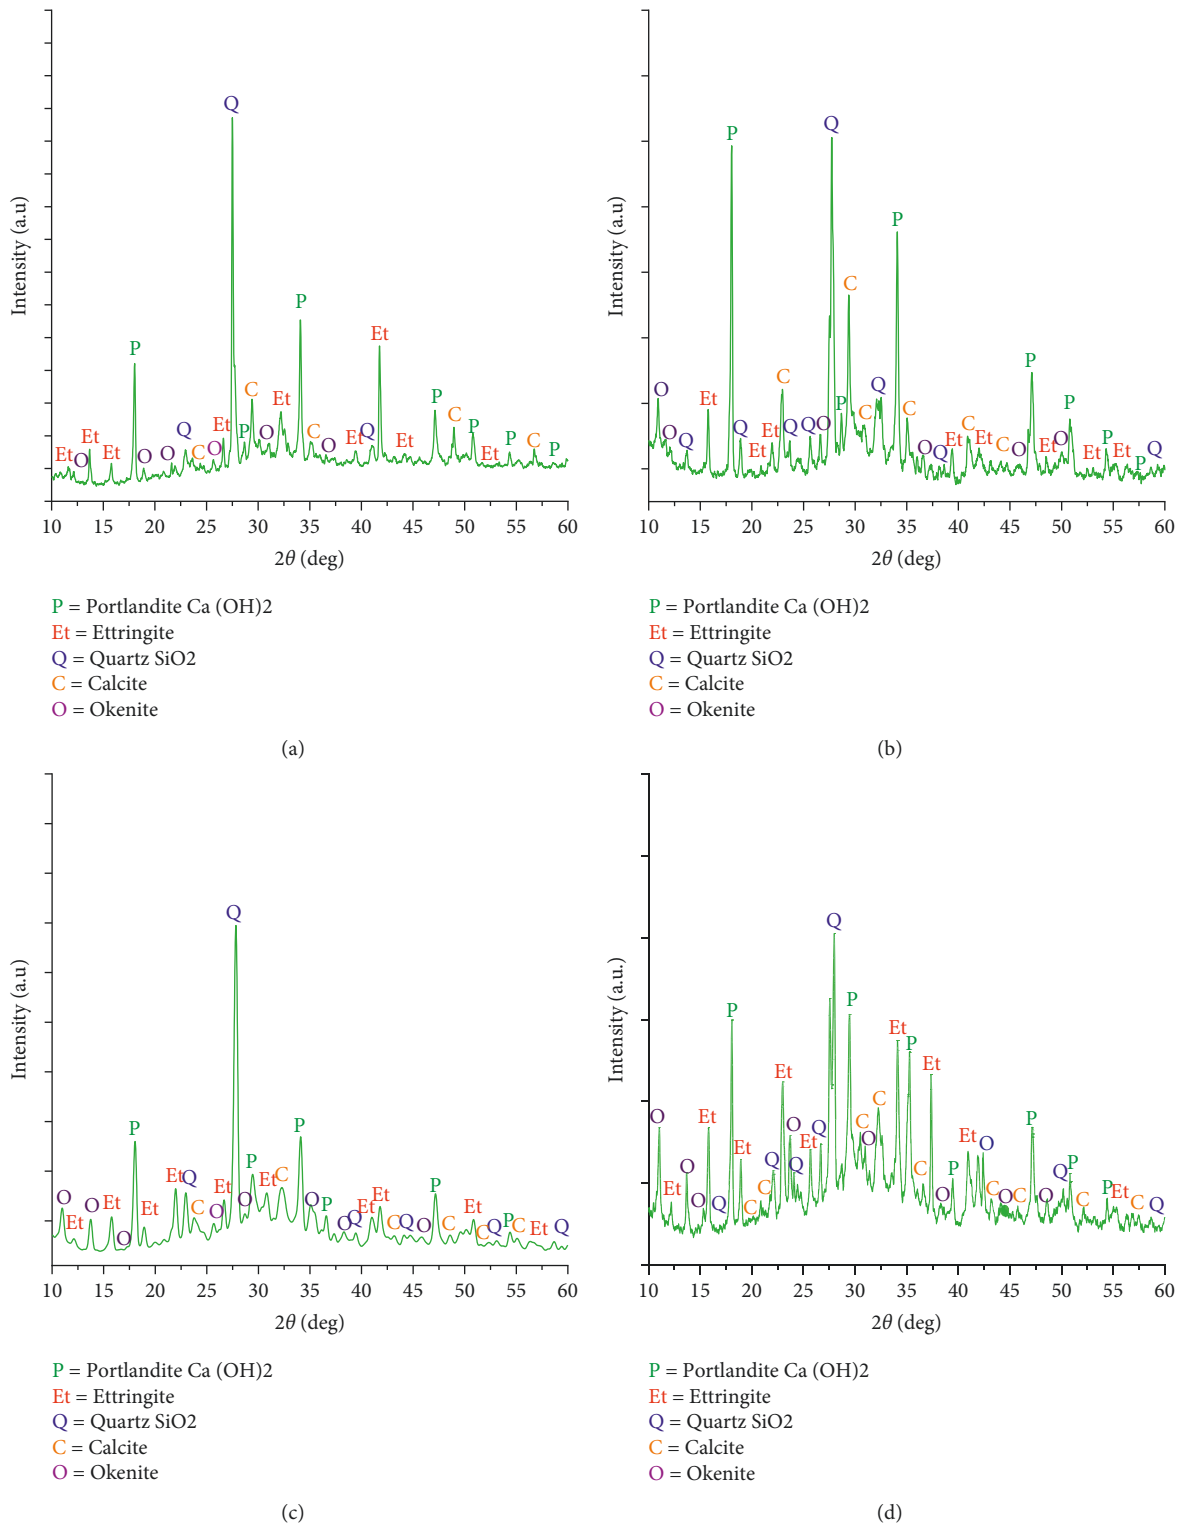 Intensity (a.u)
Q
P
P
Et
P
C
Et
C
P
Et
Q
Et
P
C
O
O
Et
Et
O
O
O
C
O
Et
Q
Et
Et
P
C
P
10 15 20 25 30 35 40 45 50 55 60
2θ (deg)
P = Portlandite Ca (OH)2
Et = Ettringite
Q = Quartz SiO2
C = Calcite
O = Okenite
(a)
Intensity (a.u)
P
Q
P
C
P
P
C
O
Et
Q
P
O
Q
Q
Et
Et
Q
Q
O
C
C
O
Q
Et
C
Et
C
O
Et
O
Et
P
Et
P
Q
10 15 20 25 30 35 40 45 50 55 60
2θ (deg)
P = Portlandite Ca (OH)2
Et = Ettringite
Q = Quartz SiO2
C = Calcite
O = Okenite
(b)
Intensity (a.u)
Q
P
P
P
O
Et
O
Et
O
Et
Et
Q
C
O
Et
O
Et
C
Q
P
O
Q
Et
Et
C
Q
O
P
C
Et
C
Q
P
C
Et
Q
10 15 20 25 30 35 40 45 50 55 60
2θ (deg)
P = Portlandite Ca (OH)2
Et = Ettringite
Q = Quartz SiO2
C = Calcite
O = Okenite
(c)
Intensity (a.u.)
Q
P
P
Et
P
Et
Et
O
Et
O
Et
O
Q
Et
C
C
Q
O
Q
Et
Q
C
O
C
C
O
P
Et
Q
C
O
C
P
O
Q
P
C
P
Et
C
Q
10 15 20 25 30 35 40 45 50 55 60
2θ (deg)
P = Portlandite Ca (OH)2
Et = Ettringite
Q = Quartz SiO2
C = Calcite
O = Okenite
(d)